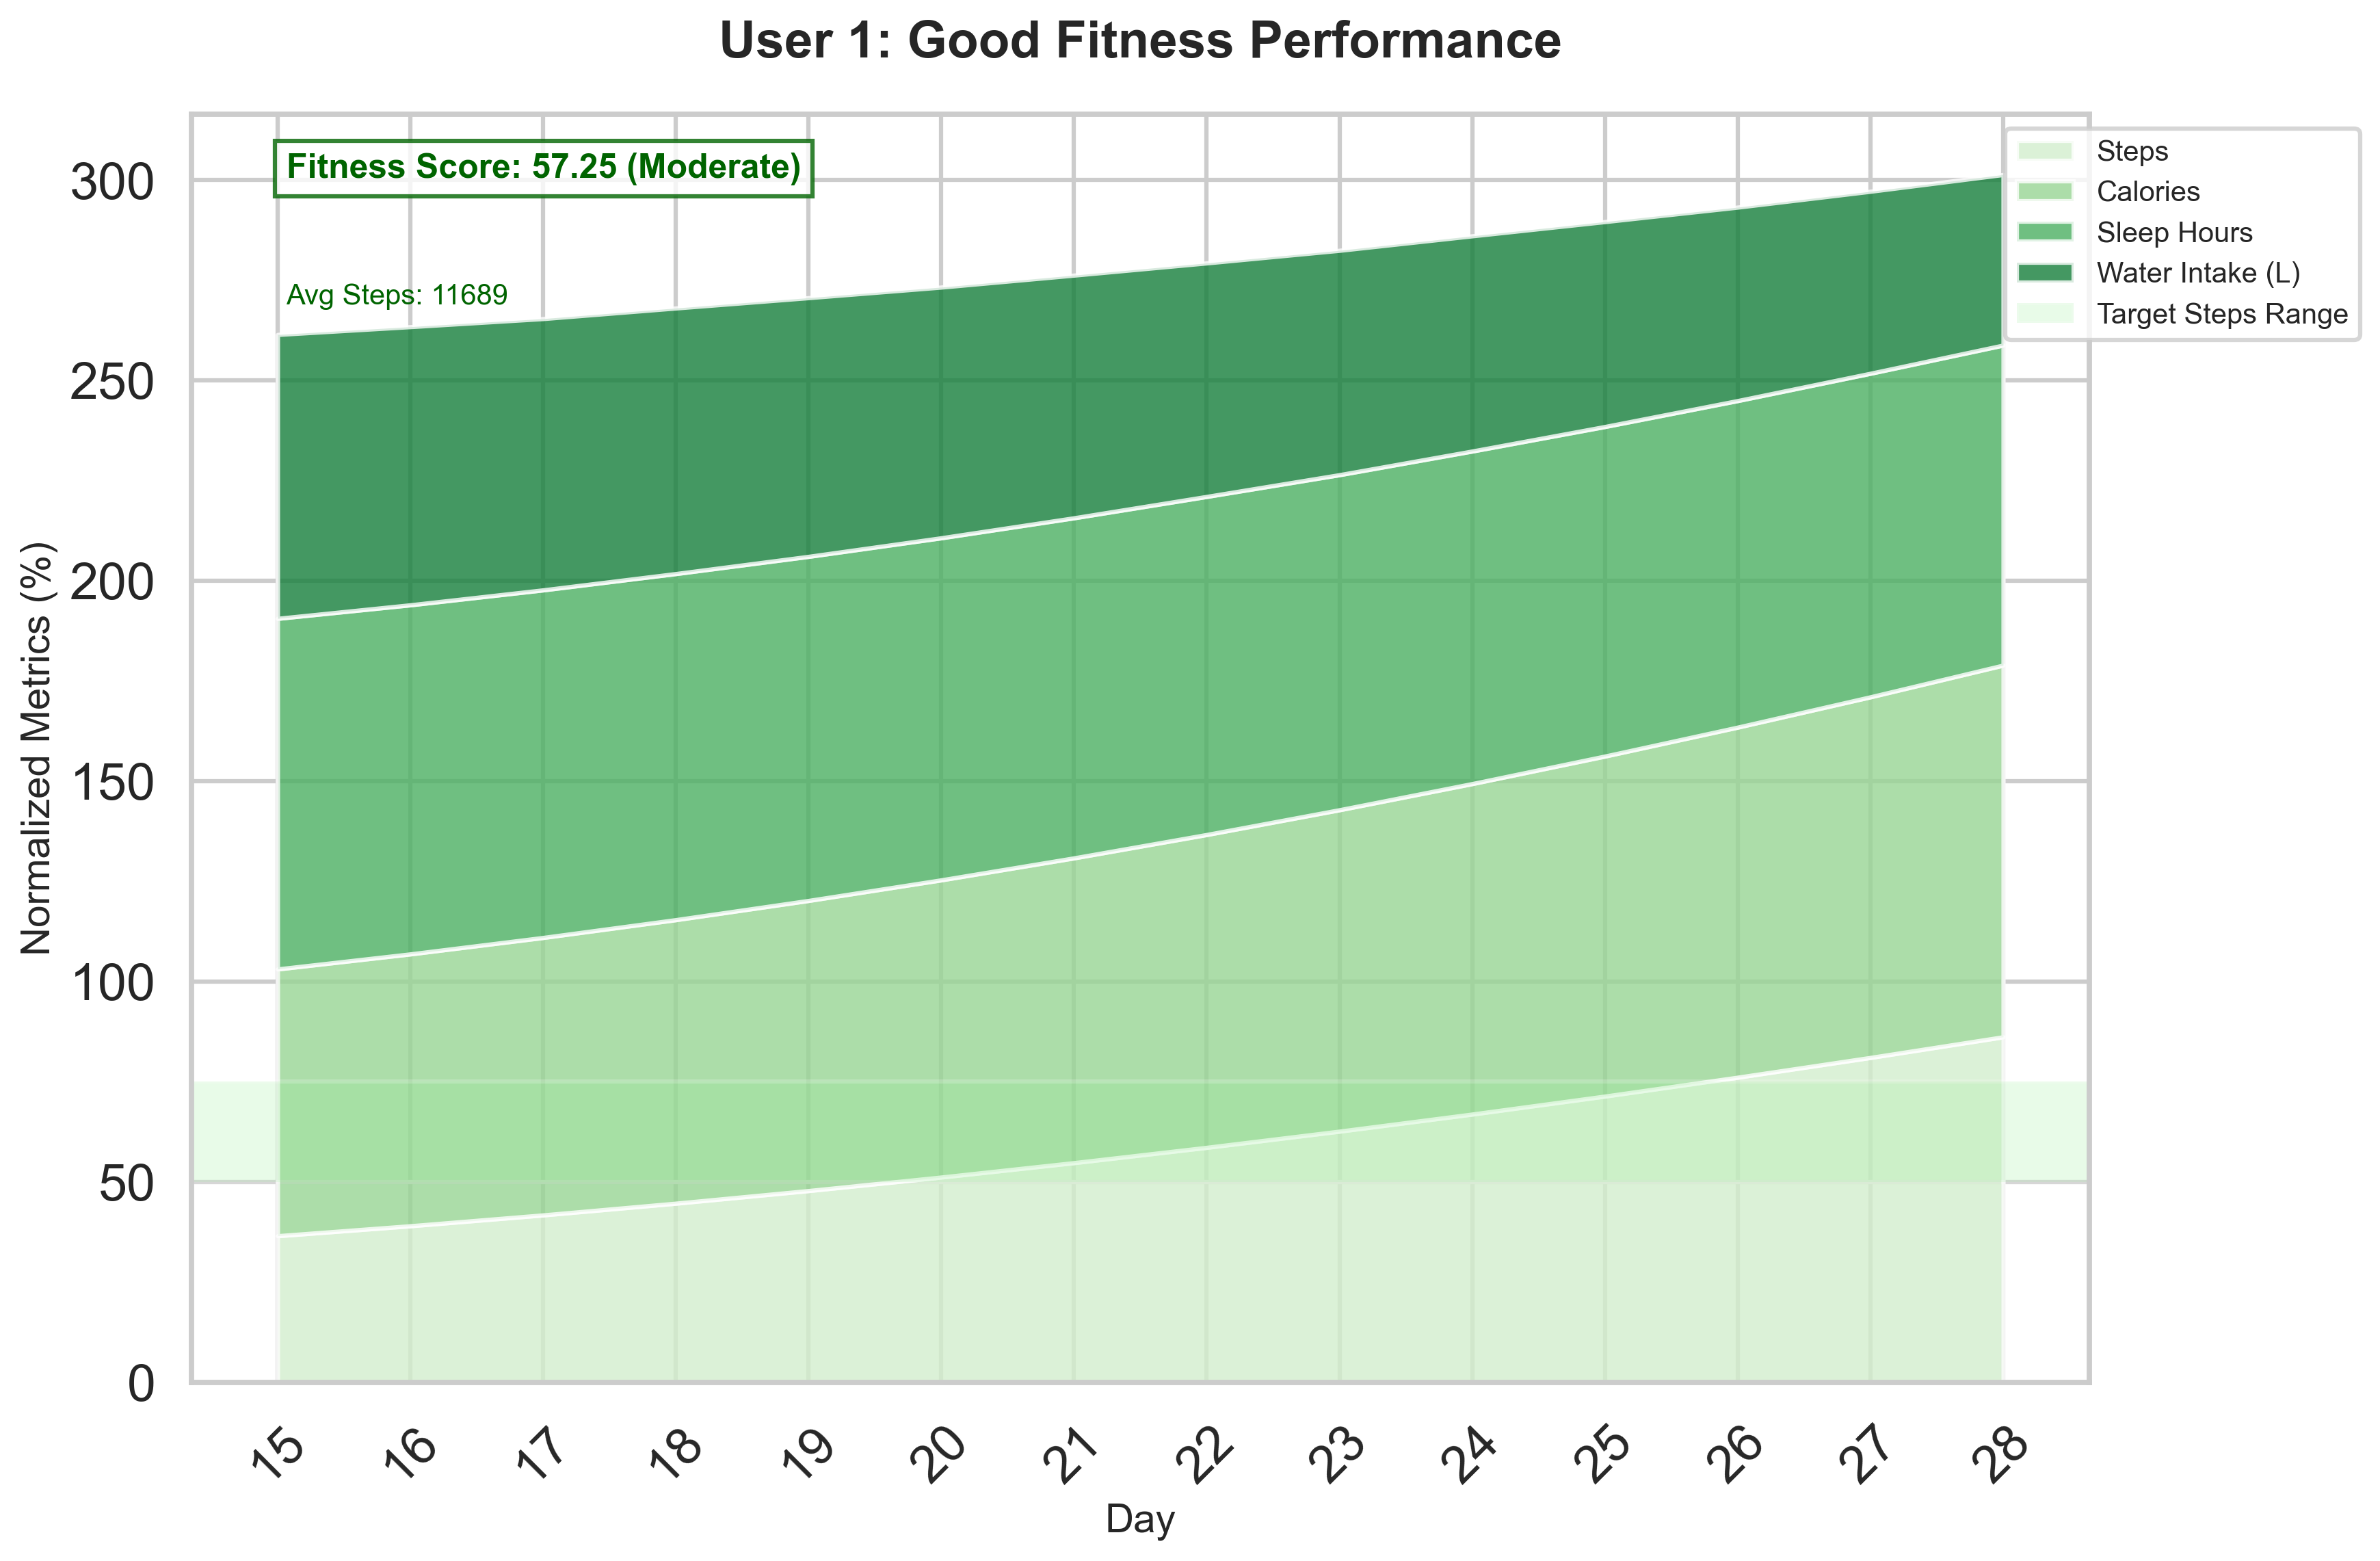 User 1: Good Fitness Performance
Fitness Score: 57.25 (Moderate)
Avg Steps: 11689
Steps
Calories
Sleep Hours
Water Intake (L)
Target Steps Range
Normalized Metrics (%)
300
250
200
150
100
50
0
15 16 17 18 19 20 21 22 23 24 25 26 27 28
Day